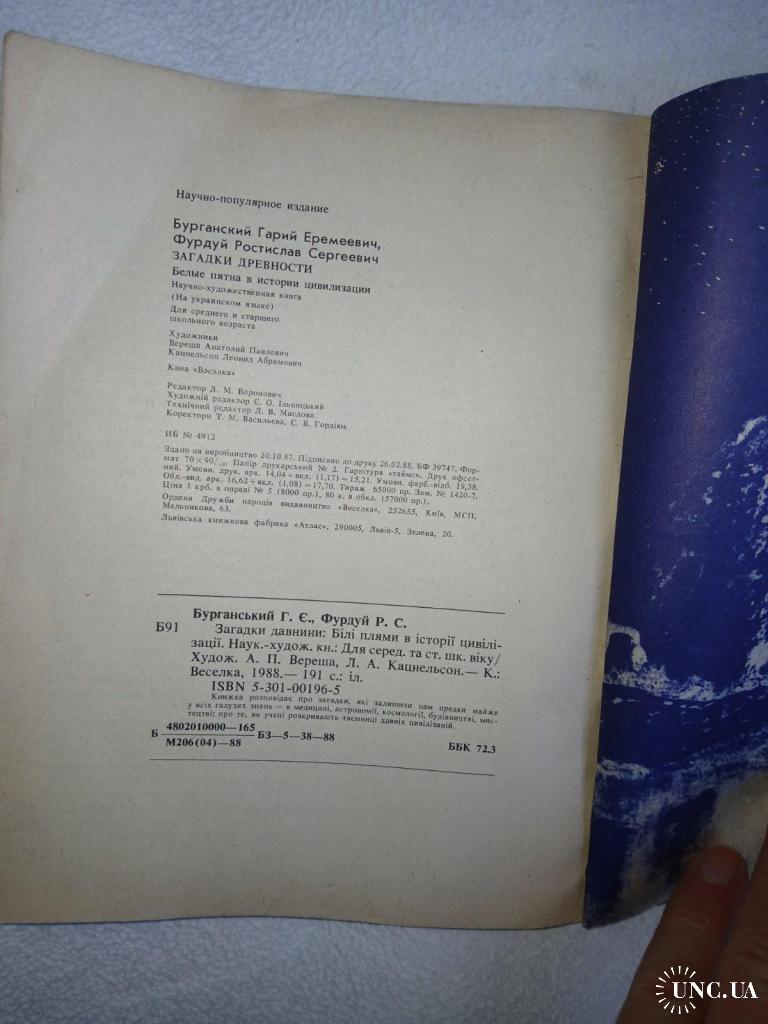 Научно-популярное издание
Бурганский Гарий Еремеевич,
Фурдуй Ростислав Сергеевич
ЗАГАДКИ ДРЕВНОСТИ
Белые пятна в истории цивилизации
Научно-художественная книга
(На украинском языке)
Для среднего и старшего
школьного возраста
Художники
Вереша Анатолий Павлович
Кацнельсон Леонид Абрамович
Киев «Вэсэлка»
Редактор Л. М. Воронович
Художній редактор Є. О. Ільницький
Технічний редактор Л. В. Маслова
Коректори Т. М. Васильєва, С. В. Гордіюк
ИБ № 4912
Здано на виробництво 20.10.87. Підписано до друку 26.02.88. БФ 39747. Фор-
мат 70×90/16. Папір друкарський № 2. Гарнітура «таймс». Друк офсет-
ний. Умовн. друк. арк. 14,04+вкл. (1,17)=15,21. Умовн. фарб.-відб. 19,38.
Обл.-вид. арк. 16,62+вкл. (1,08)=17,70. Тираж 65000 пр. Зам. № 1420-7.
Ціна 1 крб. в оправі № 5 (8000 пр.), 80 к. в обкл. (57000 пр.).
Ордена Дружби народів видавництво «Веселка», 252655, Київ, МСП,
Мельникова, 63.
Львівська книжкова фабрика «Атлас», 290005, Львів-5, Зелена, 20.
Бурганський Г. Є., Фурдуй Р. С.
Б91 Загадки давнини: Білі плями в історії цивілі-
зації. Наук.-худож. кн.: Для серед. та ст. шк. віку/
Худож. А. П. Вереша, Л. А. Кацнельсон.— К.:
Веселка, 1988.— 191 с.: іл.
ISBN 5-301-00196-5
Книжка розповідає про загадки, які залишили нам предки майже
у всіх галузях знань — в медицині, астрономії, космології, будівництві, мис-
тецтві; про те, як учені розкривають таємниці давніх цивілізацій.
Б 4802010000—165 БЗ—5—38—88
М206(04)—88
ББК 72.3
UNC.UA